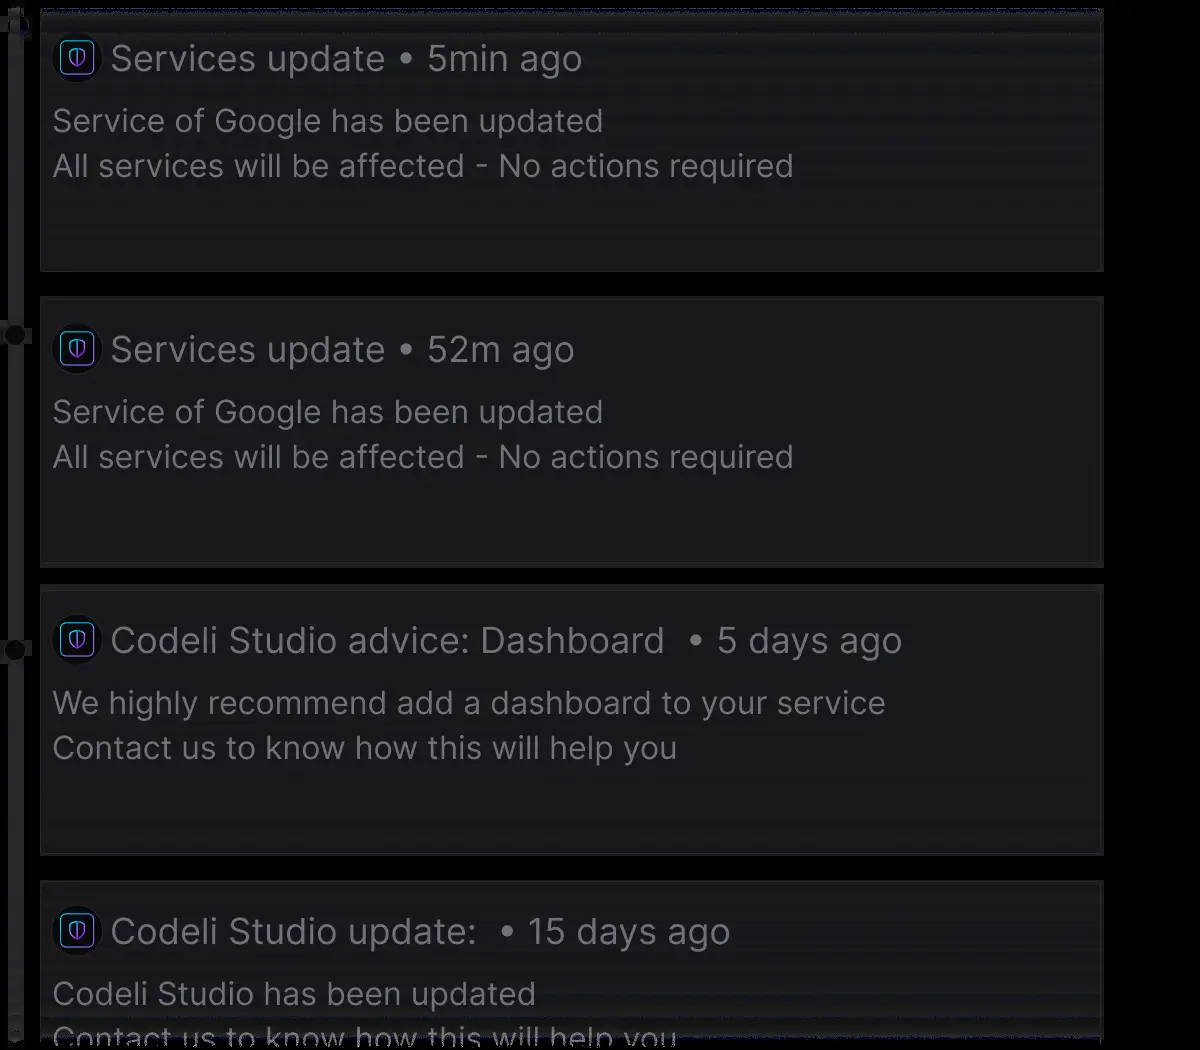 Services update • 5min ago
Service of Google has been updated
All services will be affected - No actions required
Services update • 52m ago
Service of Google has been updated
All services will be affected - No actions required
Codeli Studio advice: Dashboard • 5 days ago
We highly recommend add a dashboard to your service
Contact us to know how this will help you
Codeli Studio update: • 15 days ago
Codeli Studio has been updated
Contact us to know how this will help you